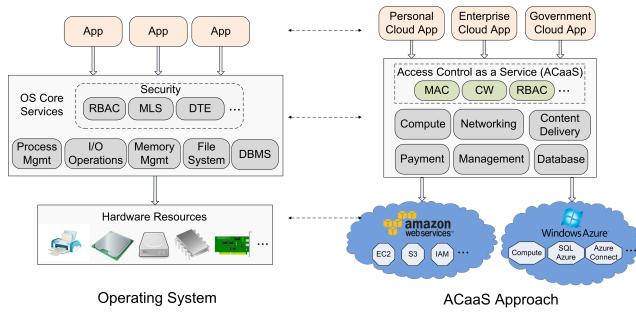 App
App
App
Personal
Cloud App
Enterprise
Cloud App
Government
Cloud App
OS Core
Services
Security
RBAC
MLS
DTE
...
Process
Mgmt
I/O
Operations
Memory
Mgmt
File
System
DBMS
Access Control as a Service (ACaaS)
MAC
CW
RBAC
...
Compute
Networking
Content
Delivery
Payment
Management
Database
Hardware Resources
...
amazon
webservices™
EC2
S3
IAM
...
Windows Azure
Compute
SQL
Azure
Azure
Connect
...
Operating System
ACaaS Approach